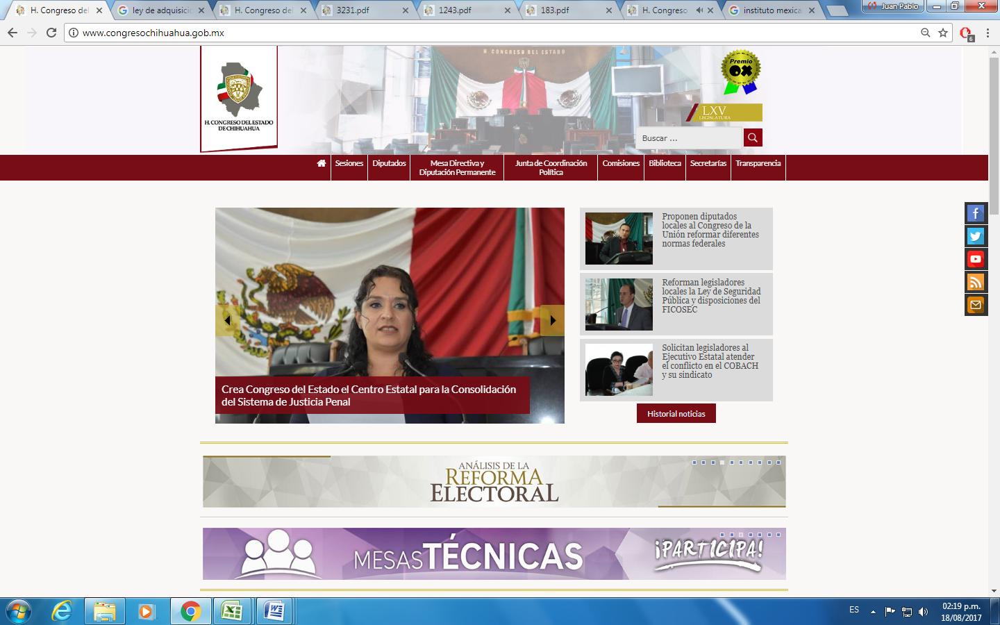 H. Congreso del
ley de adquisicio
H. Congreso del
3231.pdf
1243.pdf
183.pdf
H. Congreso
instituto mexica
Juan Pablo
www.congresochihuahua.gob.mx
6
H. CONGRESO DEL ESTADO
DE CHIHUAHUA
H CONGRESO DEL ESTADO
Premio
OX
LXV
LEGISLATURA
Buscar ...
Sesiones
Diputados
Mesa Directiva y
Diputación Permanente
Junta de Coordinación
Política
Comisiones
Biblioteca
Secretarías
Transparencia
Crea Congreso del Estado el Centro Estatal para la Consolidación
del Sistema de Justicia Penal
Proponen diputados
locales al Congreso de la
Unión reformar diferentes
normas federales
Reforman legisladores
locales la Ley de Seguridad
Pública y disposiciones del
FICOSEC
Solicitan legisladores al
Ejecutivo Estatal atender
el conflicto en el COBACH
y su sindicato
Historial noticias
ANÁLISIS DE LA
REFORMA
ELECTORAL
MESAS TÉCNICAS
¡PARTICIPA!
ES
02:19 p.m.
18/08/2017